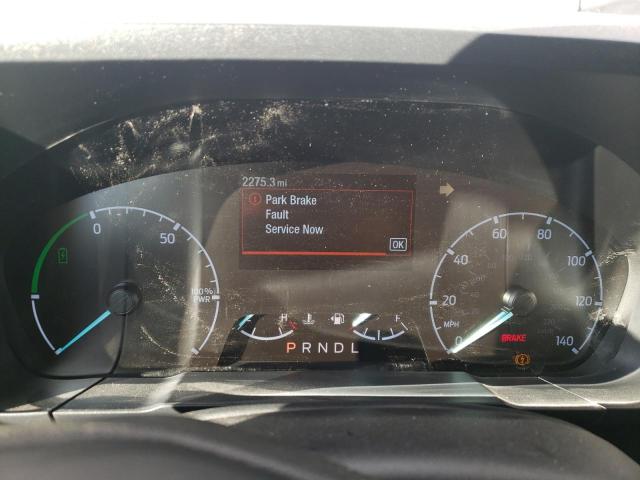 2275.3 mi
Park Brake
Fault
Service Now
OK
0
50
100%
PWR
H
F
PRNDL
0
20
40
60
80
100
120
140
MPH
BRAKE